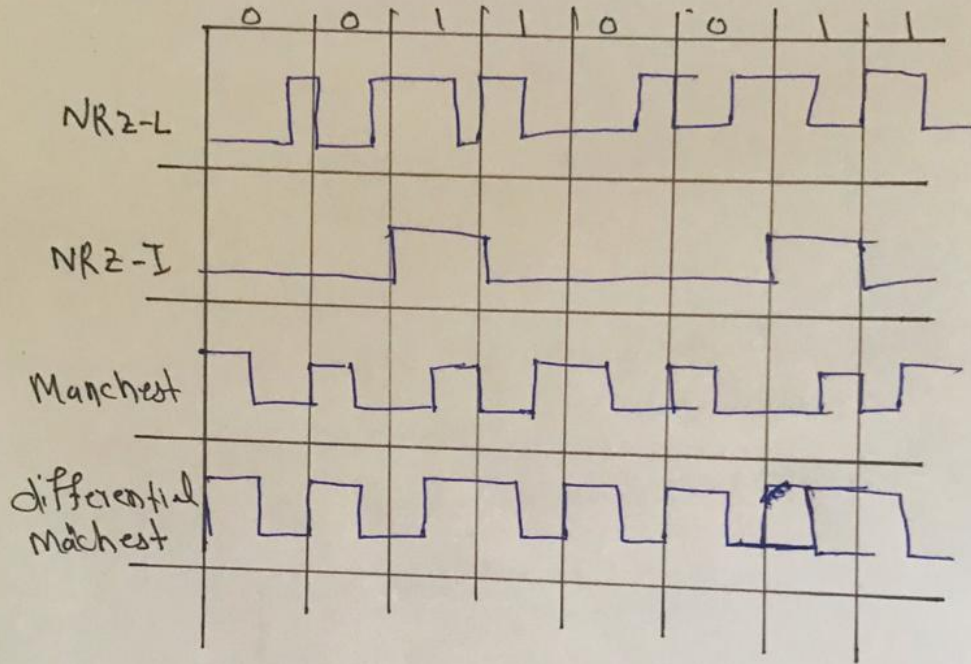 0 0 1 1 0 0 1 1
NRZ-L
NRZ-I
Manchest
differential
Machest